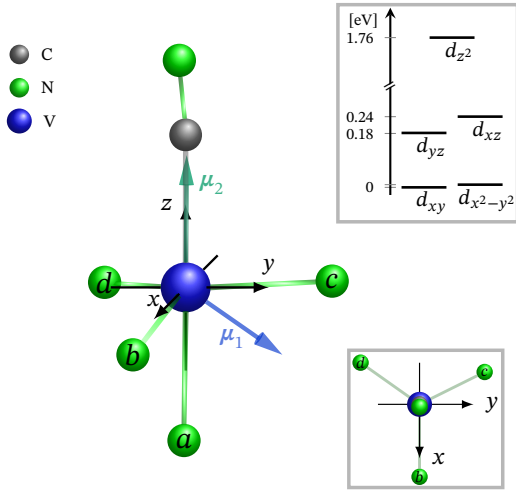 C
N
V
[eV]
1.76
d_{z^2}
0.24
0.18
d_{xz}
d_{yz}
0
d_{xy}
d_{x^2-y^2}
μ_2
z
y
d
x
c
b
μ_1
a
d
c
y
x
b